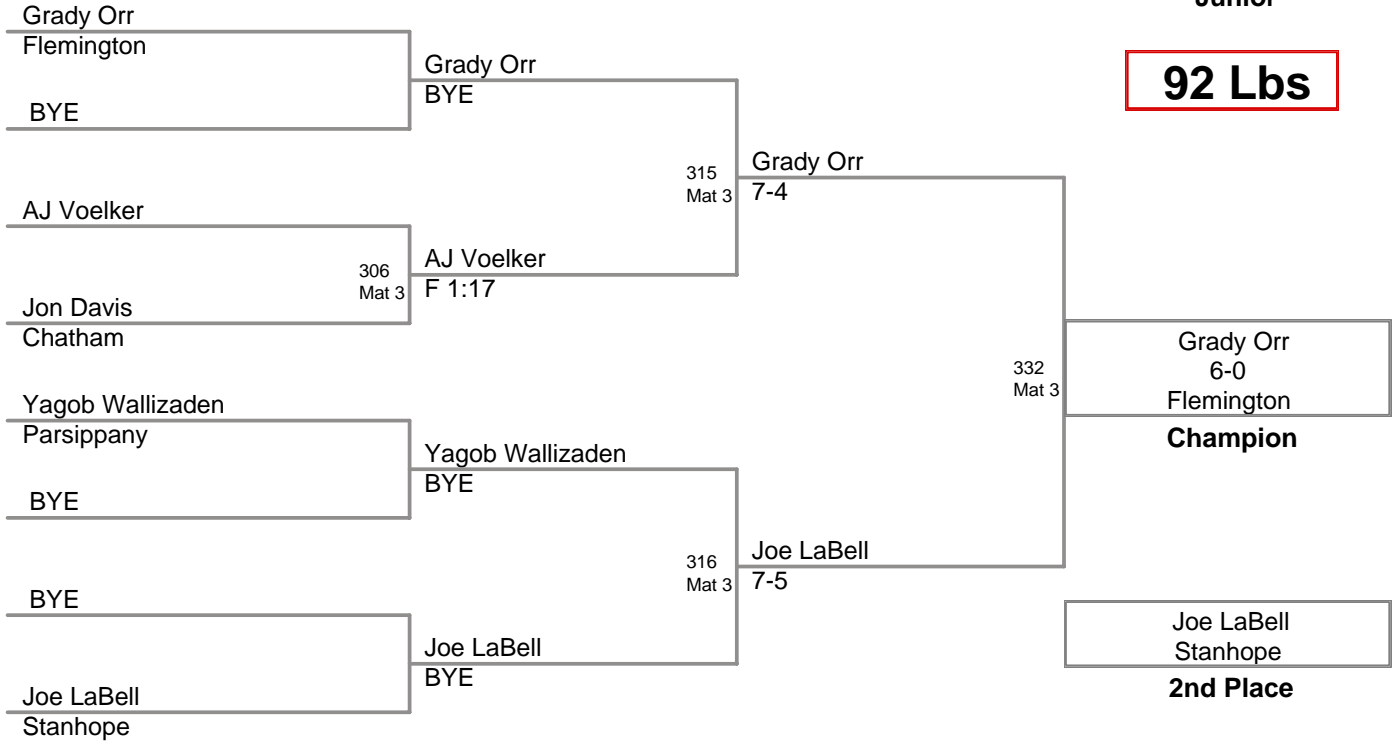 Junior
92 Lbs
Grady Orr
Flemington
BYE
AJ Voelker
Jon Davis
Chatham
Yagob Wallizaden
Parsippany
BYE
BYE
Joe LaBell
Stanhope
Grady Orr
BYE
306
Mat 3
AJ Voelker
F 1:17
Yagob Wallizaden
BYE
Joe LaBell
BYE
315
Mat 3
Grady Orr
7-4
316
Mat 3
Joe LaBell
7-5
332
Mat 3
Grady Orr
6-0
Flemington
Champion
Joe LaBell
Stanhope
2nd Place